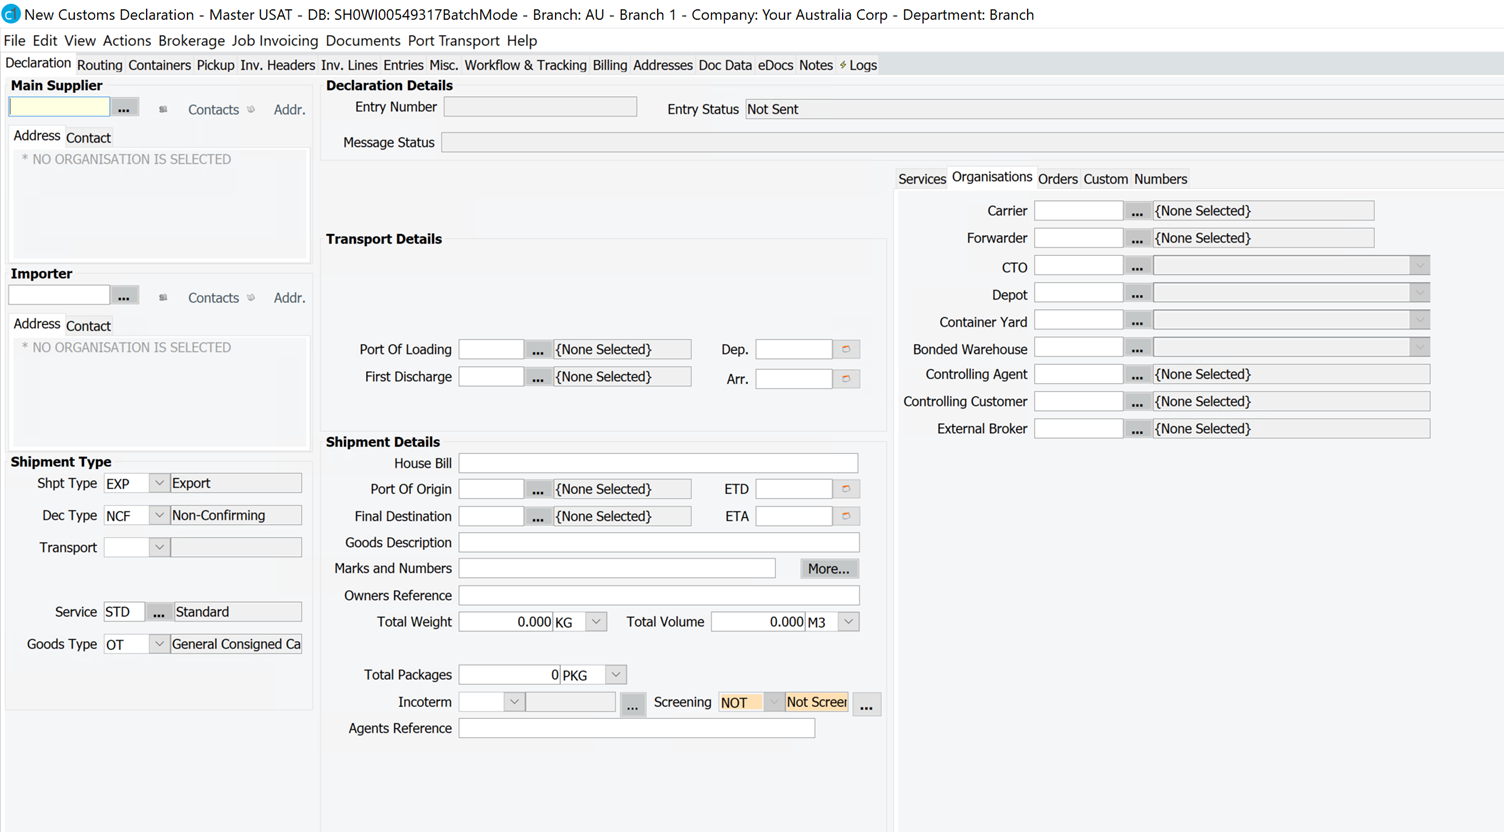 New Customs Declaration - Master USAT - DB: SH0WI00549317BatchMode - Branch: AU - Branch 1 - Company: Your Australia Corp - Department: Branch
File Edit View Actions Brokerage Job Invoicing Documents Port Transport Help
Declaration Routing Containers Pickup Inv. Headers Inv. Lines Entries Misc. Workflow & Tracking Billing Addresses Doc Data eDocs Notes Logs
Main Supplier
... Contacts Addr.
Address Contact
* NO ORGANISATION IS SELECTED
Importer
... Contacts Addr.
Address Contact
* NO ORGANISATION IS SELECTED
Shipment Type
Shpt Type EXP Export
Dec Type NCF Non-Confirming
Transport
Service STD ... Standard
Goods Type OT General Consigned Ca
Declaration Details
Entry Number Entry Status Not Sent
Message Status
Transport Details
Port Of Loading ... {None Selected} Dep.
First Discharge ... {None Selected} Arr.
Shipment Details
House Bill
Port Of Origin ... {None Selected} ETD
Final Destination ... {None Selected} ETA
Goods Description
Marks and Numbers More...
Owners Reference
Total Weight 0.000 KG Total Volume 0.000 M3
Total Packages 0 PKG
Incoterm ... Screening NOT Not Screen ...
Agents Reference
Services Organisations Orders Custom Numbers
Carrier ... {None Selected}
Forwarder ... {None Selected}
CTO ...
Depot ...
Container Yard ...
Bonded Warehouse ...
Controlling Agent ... {None Selected}
Controlling Customer ... {None Selected}
External Broker ... {None Selected}